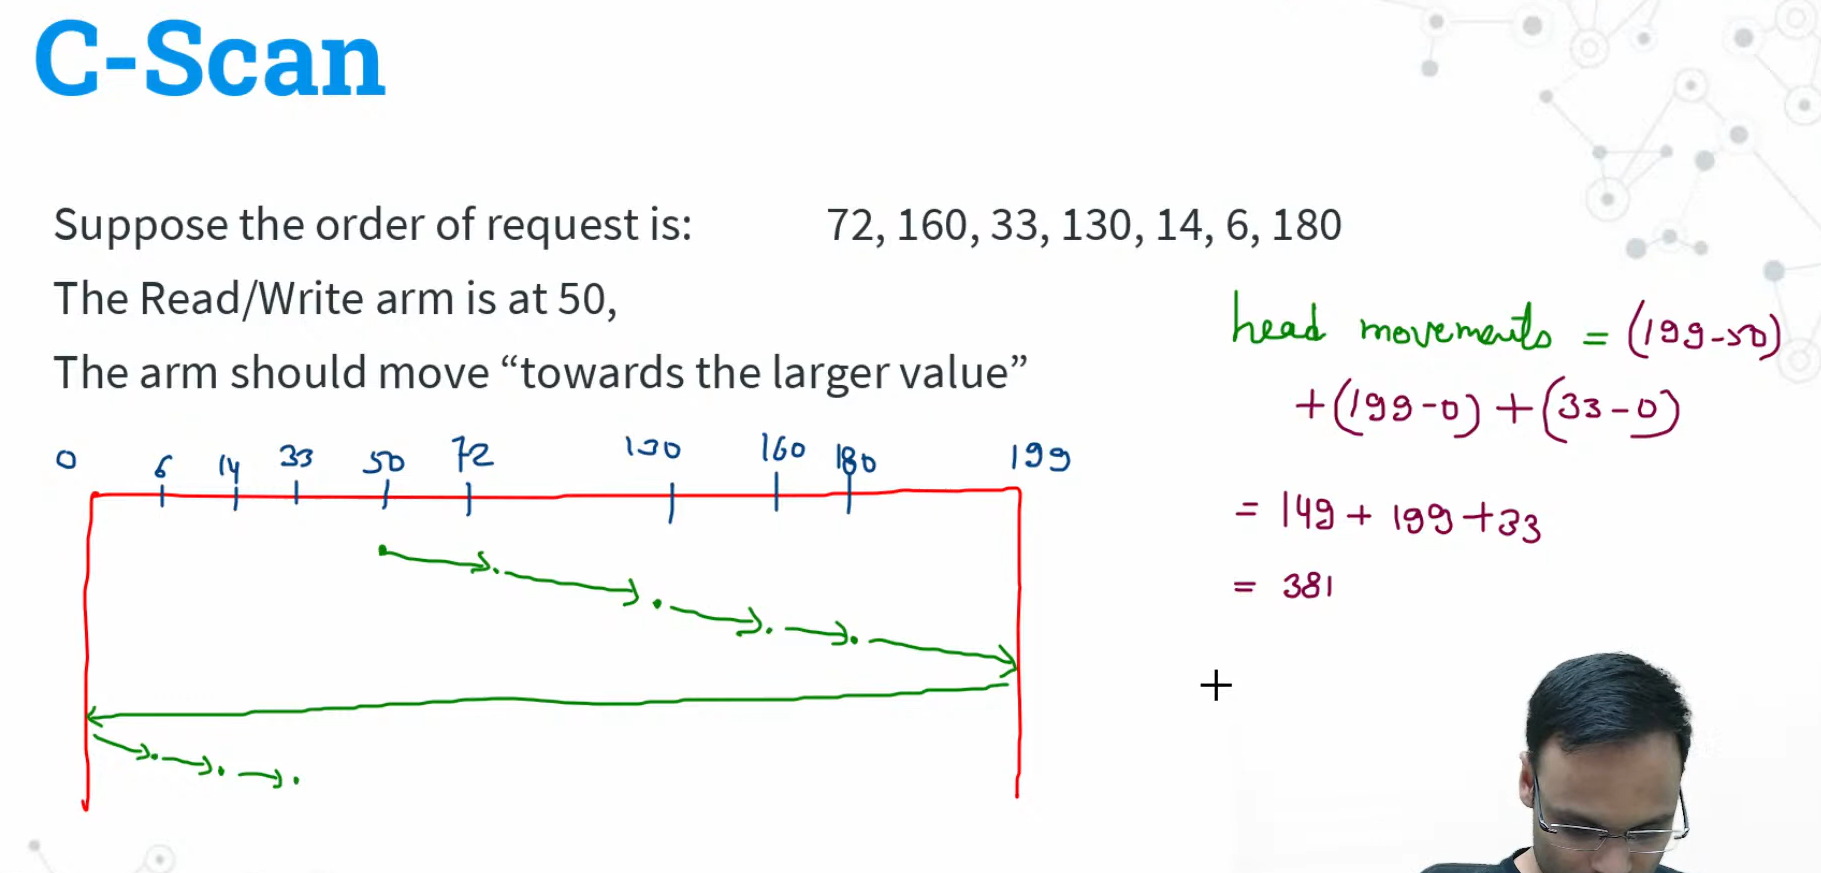 C-Scan
Suppose the order of request is: 72, 160, 33, 130, 14, 6, 180
The Read/Write arm is at 50,
The arm should move “towards the larger value”
head movements = (199-50)
+(199-0)+(33-0)
= 149+199+33
= 381
0 6 14 33 50 72 130 160 180 199